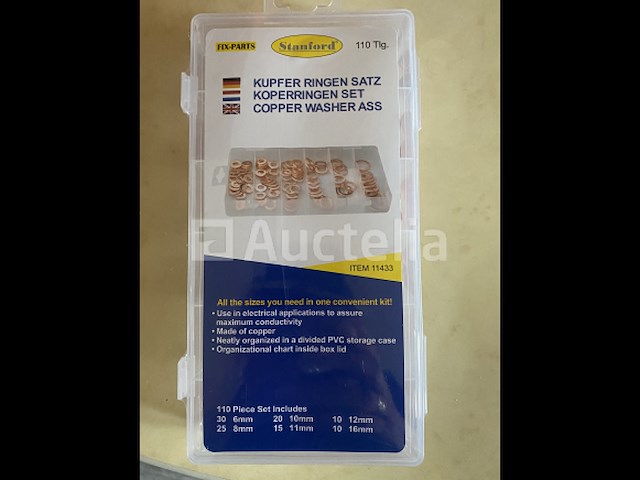 FIX-PARTS
Stanford
110 Tlg.
KUPFER RINGEN SATZ
KOPERRINGEN SET
COPPER WASHER ASS
Auctelia
ITEM 11433
All the sizes you need in one convenient kit!
• Use in electrical applications to assure
maximum conductivity
• Made of copper
• Neatly organized in a divided PVC storage case
• Organizational chart inside box lid
110 Piece Set Includes
30 6mm 20 10mm 10 12mm
25 8mm 15 11mm 10 16mm